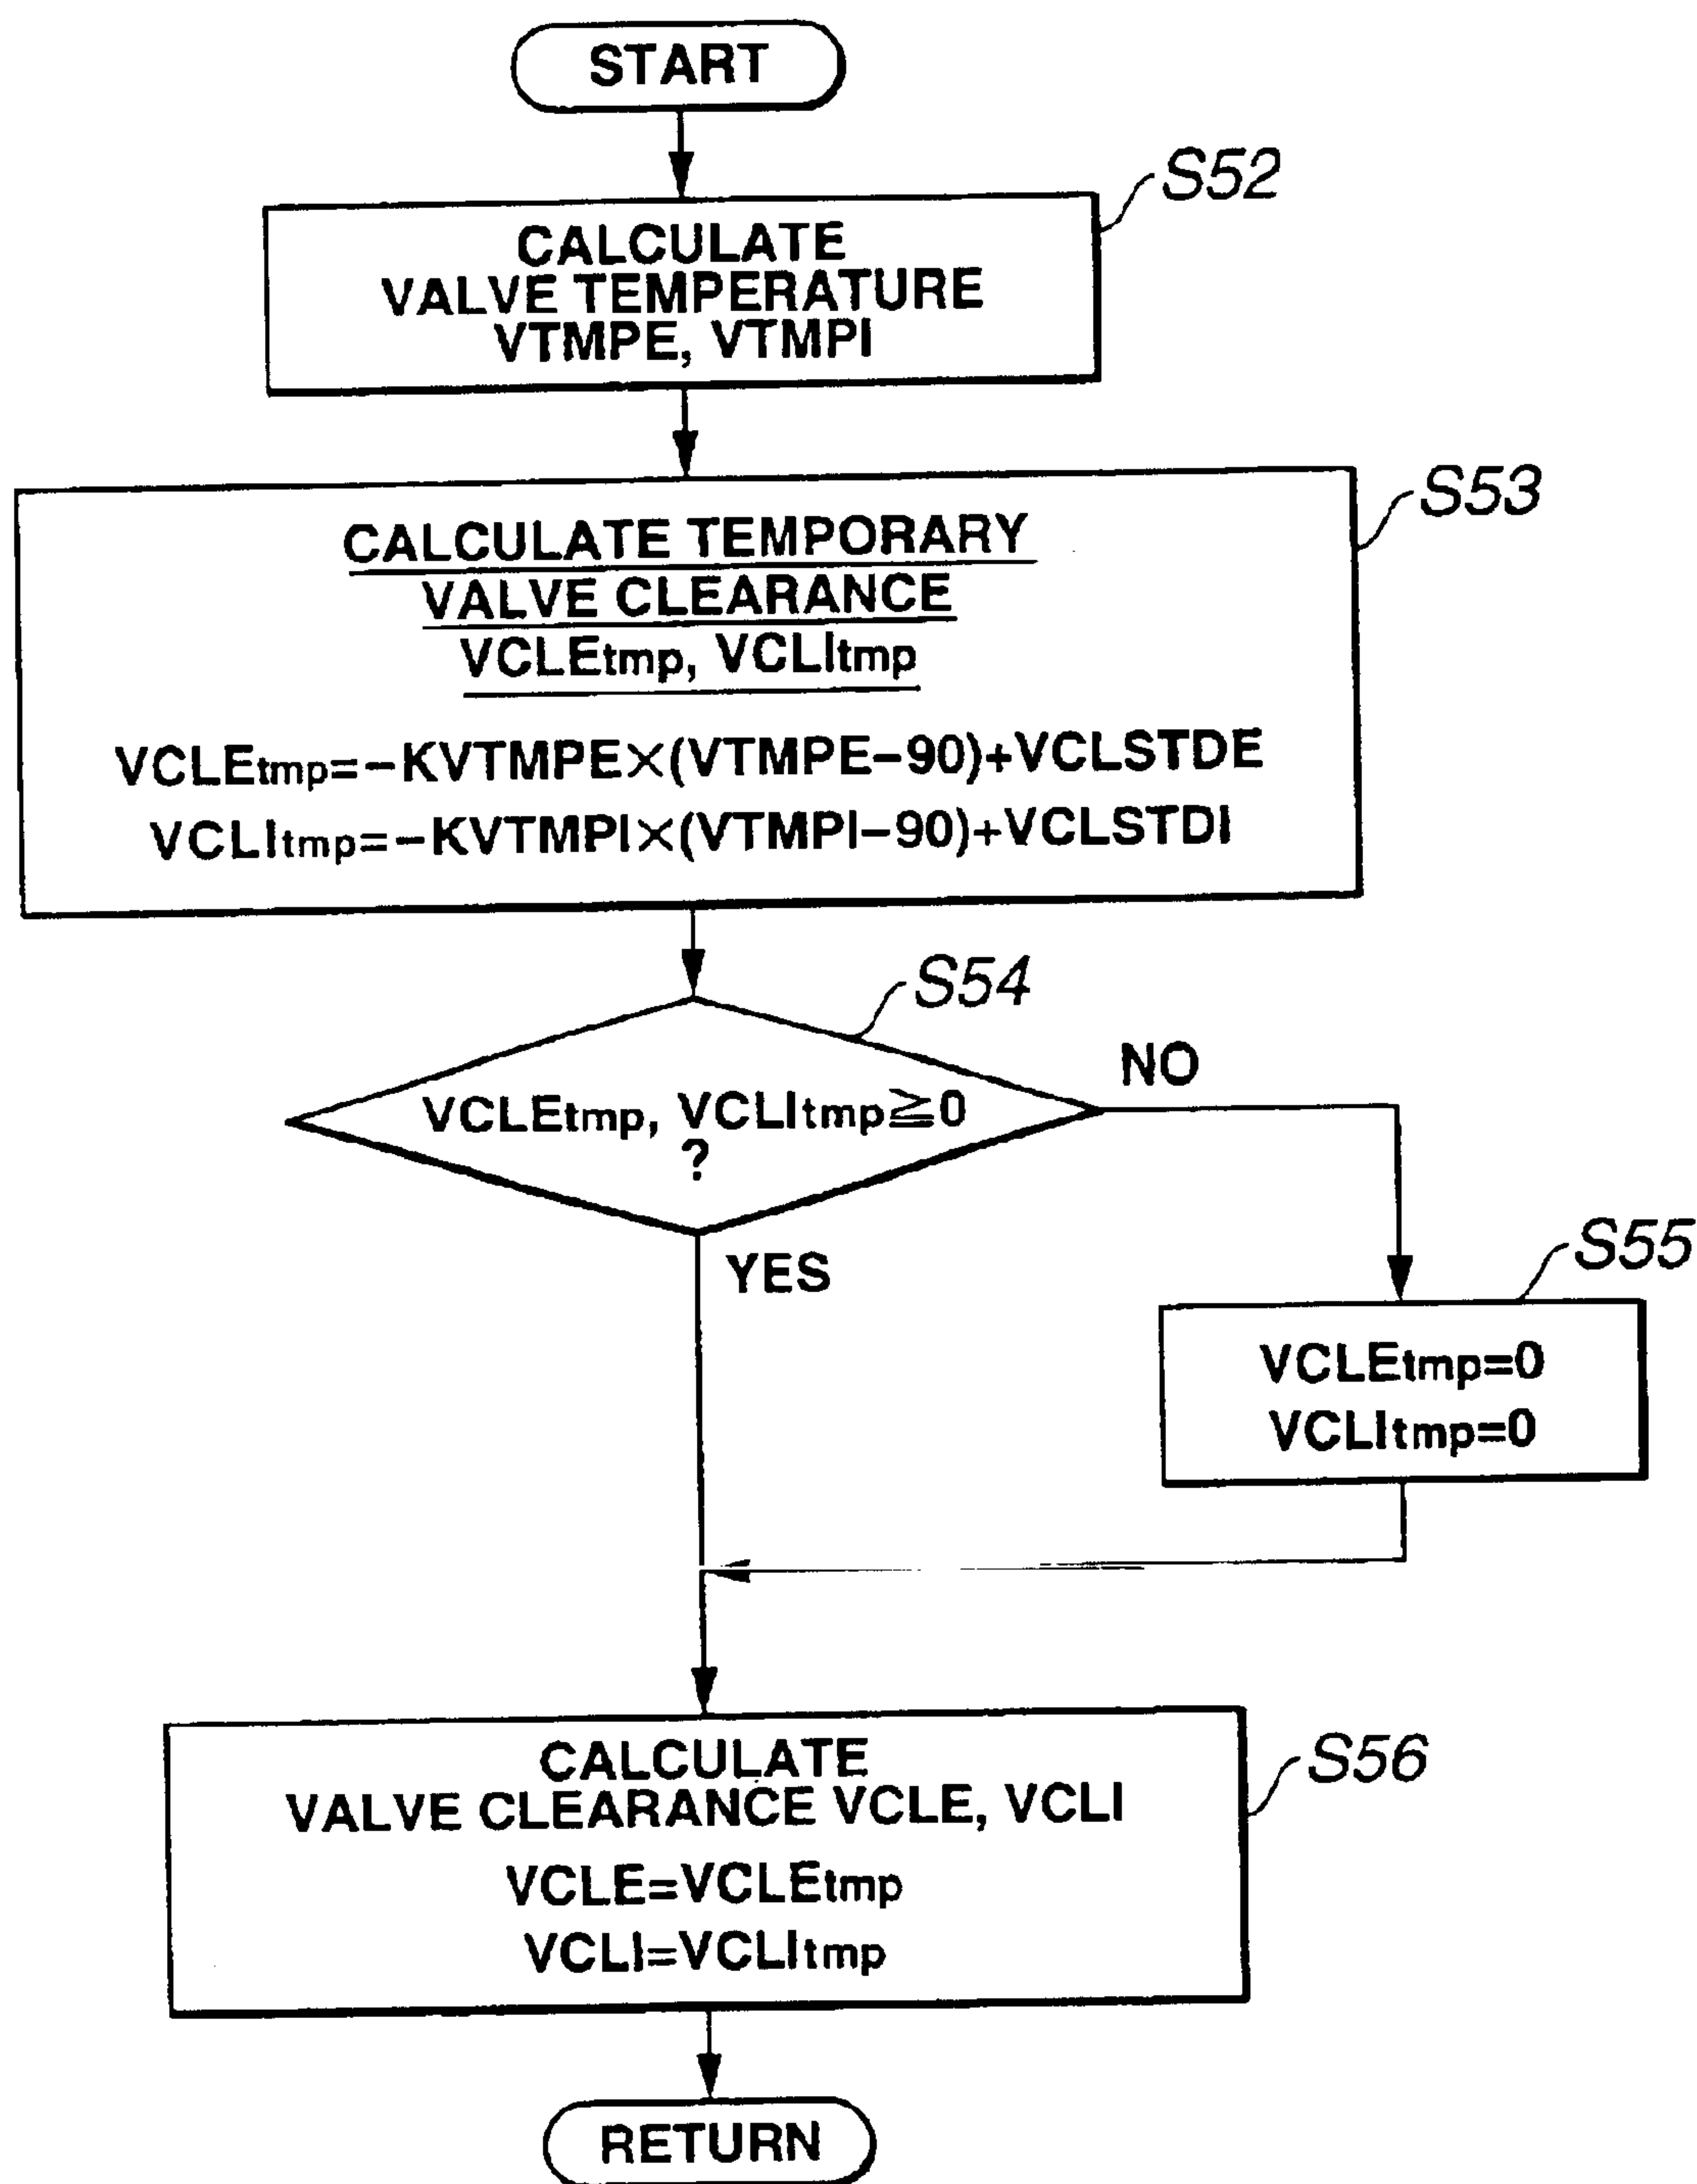 START
S52
CALCULATE
VALVE TEMPERATURE
VTMPE, VTMPI
S53
CALCULATE TEMPORARY
VALVE CLEARANCE
VCLEtmp, VCLItmp
VCLEtmp=−KVTMPE×(VTMPE−90)+VCLSTDE
VCLItmp=−KVTMPI×(VTMPI−90)+VCLSTDI
S54
VCLEtmp, VCLItmp≧0
?
NO
YES
S55
VCLEtmp=0
VCLItmp=0
CALCULATE
VALVE CLEARANCE VCLE, VCLI
VCLE=VCLEtmp
VCLI=VCLItmp
S56
RETURN